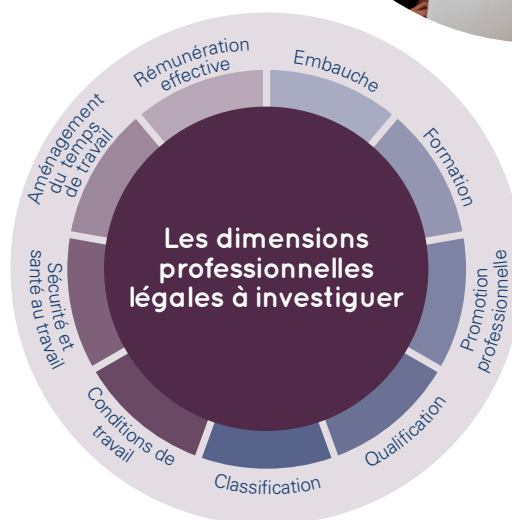 Les dimensions
professionnelles
légales à investiguer
Embauche
Formation
Promotion
professionnelle
Qualification
Classification
Conditions de
travail
Sécurité et
santé au travail
Aménagement
du temps
de travail
Rémunération
effective